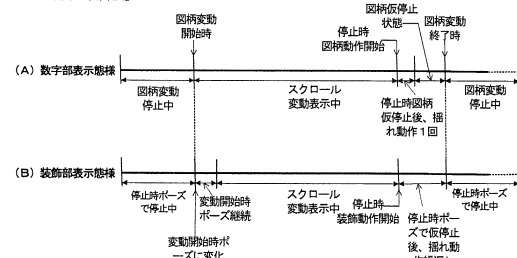 図柄変動
開始時
停止時
図柄動作開始
図柄仮停止
状態
図柄変動
終了時
(A) 数字部表示態様
図柄変動
停止中
スクロール
変動表示中
停止時図柄
仮停止後、揺
れ動作1回
図柄変動
停止中
(B) 装飾部表示態様
停止時ポーズ
で停止中
変動開始時
ポーズ継続
変動開始時ポ
ーズに変化
スクロール
変動表示中
停止時
装飾動作開始
停止時ポー
ズで仮停止
後、揺れ動
停止時ポーズ
で停止中